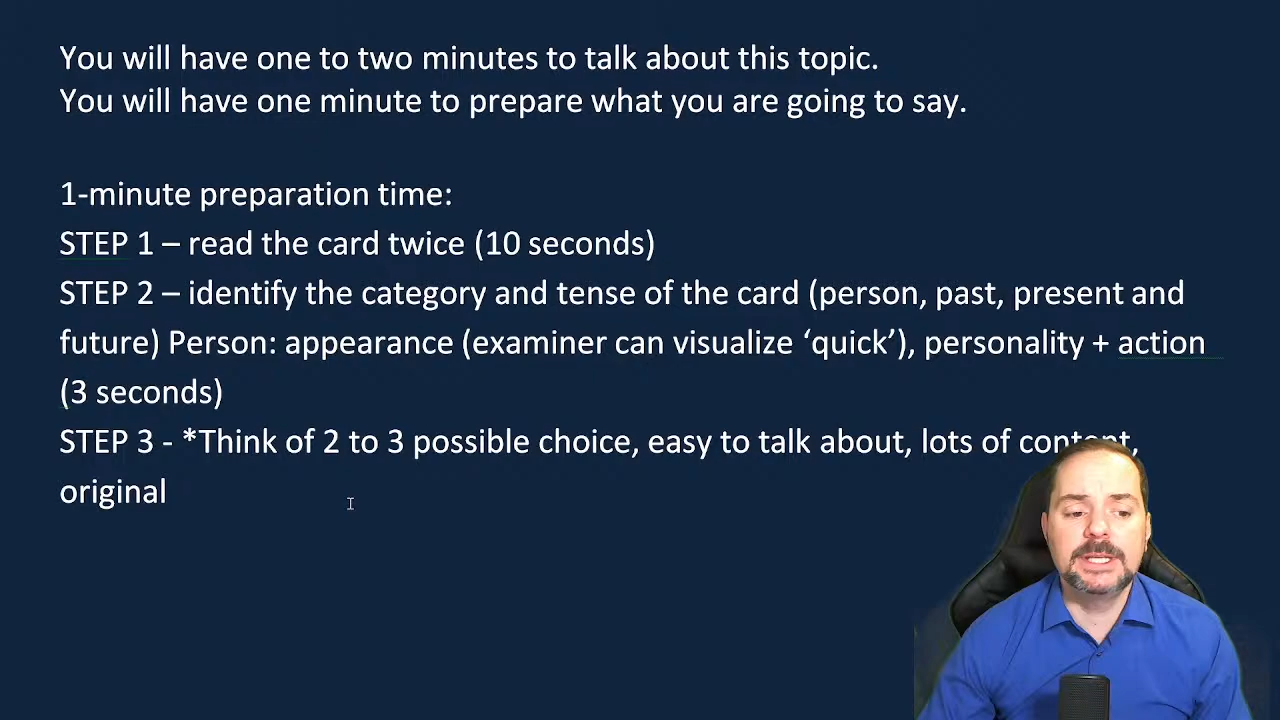 You will have one to two minutes to talk about this topic.
You will have one minute to prepare what you are going to say.
1-minute preparation time:
STEP 1 – read the card twice (10 seconds)
STEP 2 – identify the category and tense of the card (person, past, present and
future) Person: appearance (examiner can visualize ‘quick’), personality + action
(3 seconds)
STEP 3 - *Think of 2 to 3 possible choice, easy to talk about, lots of content,
original